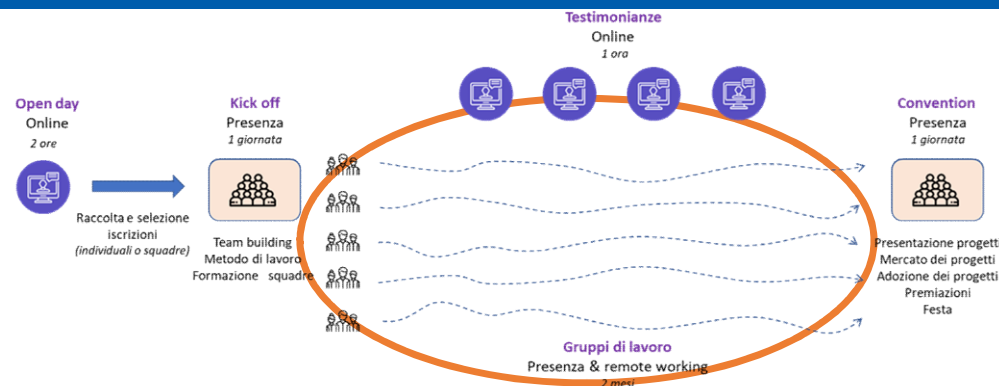 Testimonianze
Online
1 ora
Open day
Online
2 ore
Raccolta e selezione
iscrizioni
(individuali o squadre)
Kick off
Presenza
1 giornata
Team building
Metodo di lavoro
Formazione squadre
Gruppi di lavoro
Presenza & remote working
2 mesi
Convention
Presenza
1 giornata
Presentazione progetti
Mercato dei progetti
Adozione dei progetti
Premiazioni
Festa